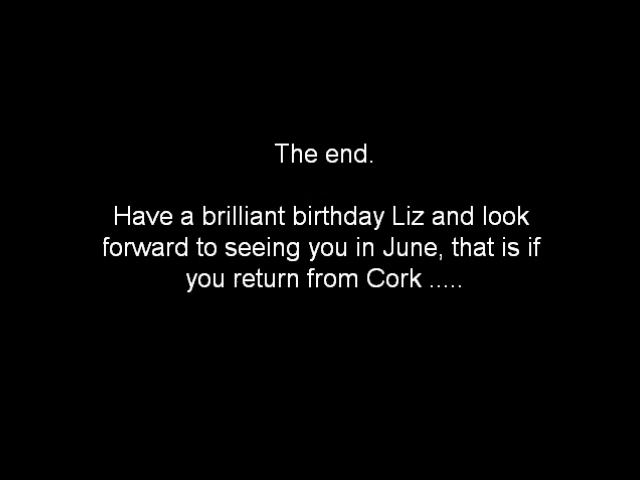 The end.
Have a brilliant birthday Liz and look
forward to seeing you in June, that is if
you return from Cork .....